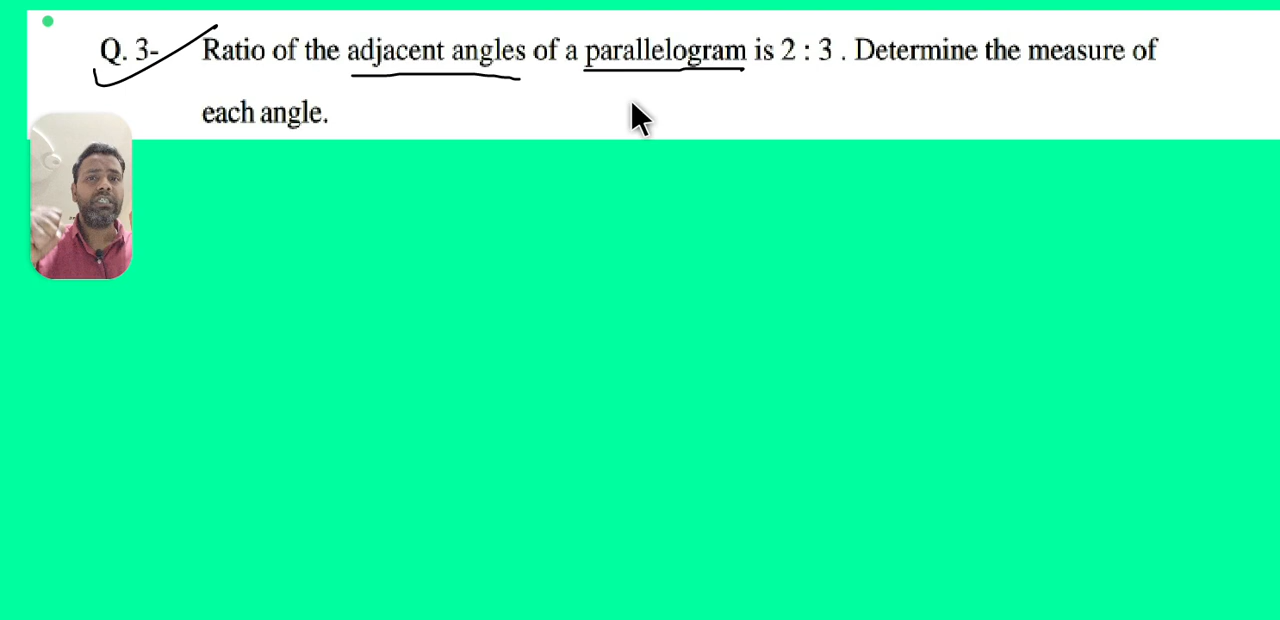 Q. 3- Ratio of the adjacent angles of a parallelogram is 2 : 3 . Determine the measure of
each angle.